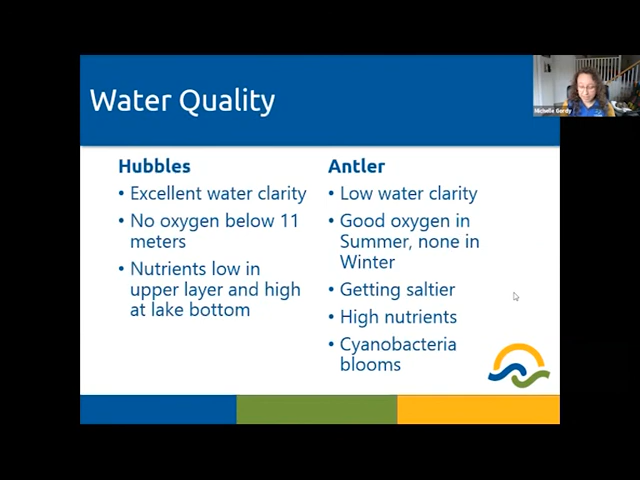 Water Quality
Michelle Gordy
Hubbles
• Excellent water clarity
• No oxygen below 11
meters
• Nutrients low in
upper layer and high
at lake bottom
Antler
• Low water clarity
• Good oxygen in
Summer, none in
Winter
• Getting saltier
• High nutrients
• Cyanobacteria
blooms